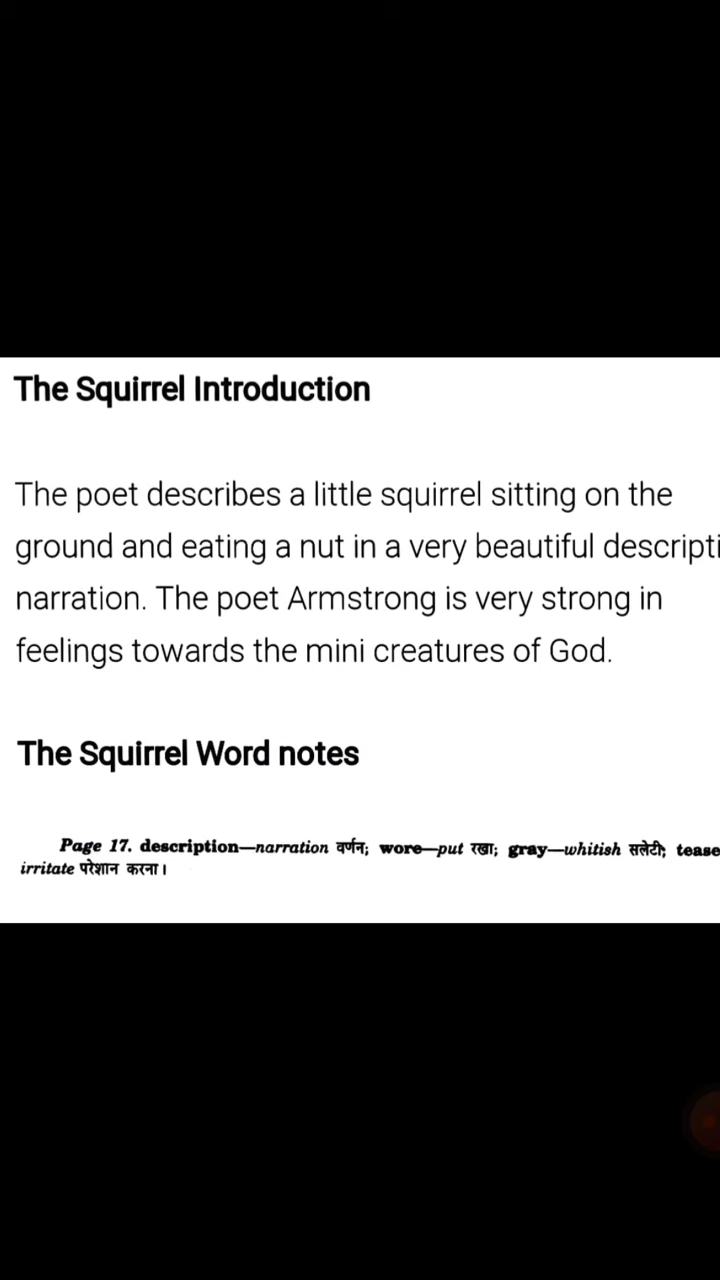 The Squirrel Introduction
The poet describes a little squirrel sitting on the
ground and eating a nut in a very beautiful descripti
narration. The poet Armstrong is very strong in
feelings towards the mini creatures of God.
The Squirrel Word notes
Page 17. description—narration वर्णन; wore—put रखा; gray—whitish सलेटी; tease
irritate परेशान करना।